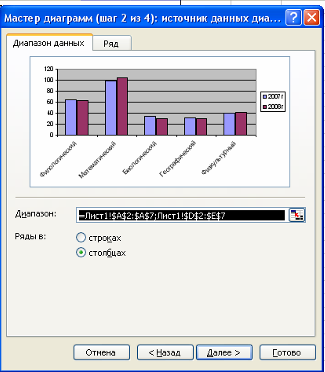 Мастер диаграмм (шаг 2 из 4): источник данных диа...
Диапазон данных Ряд
120
100
80
60
40
20
0
Филологический Математический Биологический Географический Физкультурный
2007г
2008г
Диапазон: =Лист1!$A$2:$A$7;Лист1!$D$2:$E$7
Ряды в: строках
столбцах
Отмена < Назад Далее > Готово